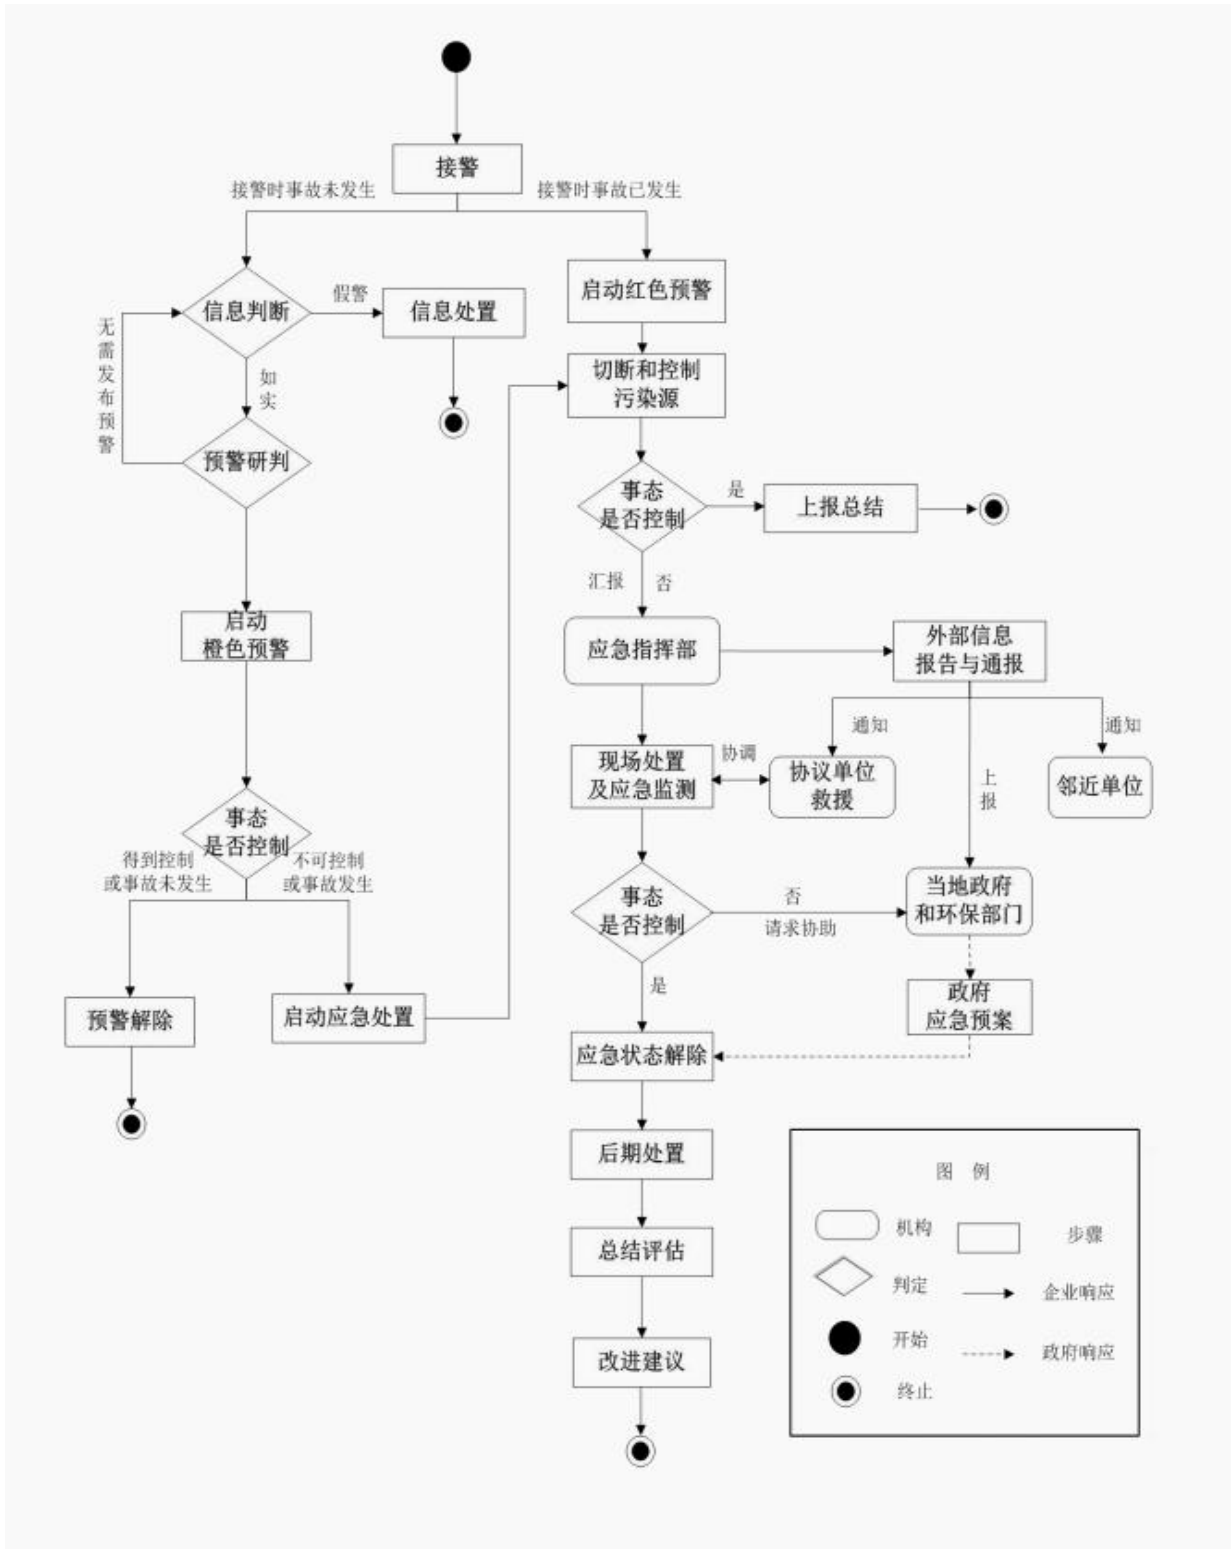 接警
接警时事故未发生
接警时事故已发生
启动红色预警
信息判断
假警
信息处置
无需发布预警
如实
切断和控制
污染源
预警研判
事态
是否控制
是
上报总结
汇报
否
启动
橙色预警
应急指挥部
外部信息
报告与通报
通知
通知
协调
现场处置
及应急监测
协议单位
救援
上报
邻近单位
事态
是否控制
得到控制
或事故未发生
不可控制
或事故发生
事态
是否控制
否
请求协助
当地政府
和环保部门
是
预警解除
启动应急处置
政府
应急预案
应急状态解除
后期处置
总结评估
改进建议
图 例
机构
步骤
判定
企业响应
开始
政府响应
终止